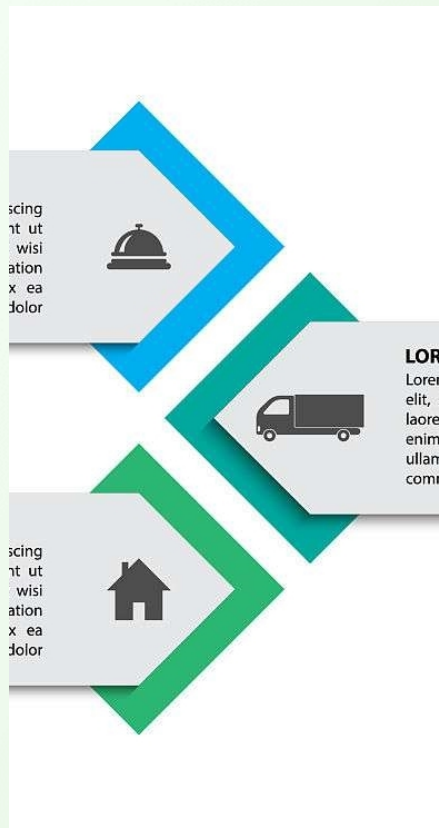 scing
nt ut
wisi
ation
x ea
dolor
LOR
Lorem
elit,
laore
enim
ullam
comm
scing
nt ut
wisi
ation
x ea
dolor